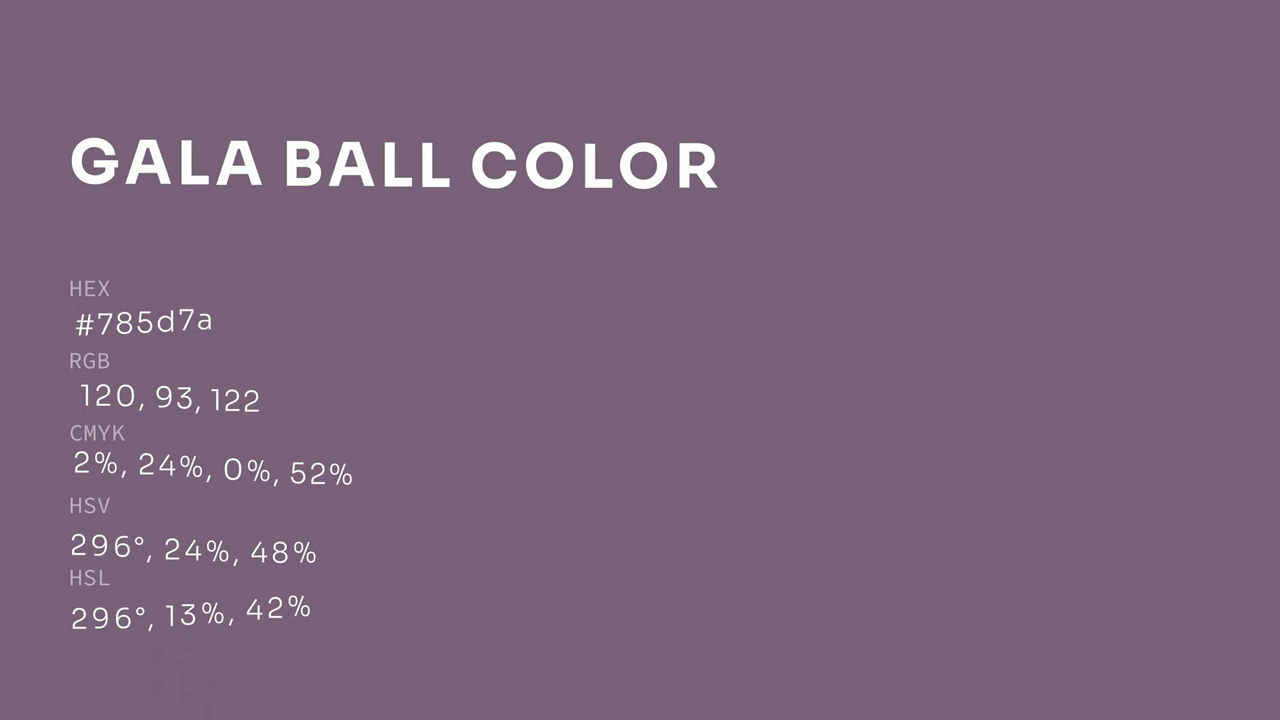 GALA BALL COLOR
HEX
#785d7a
RGB
120, 93, 122
CMYK
2%, 24%, 0%, 52%
HSV
296°, 24%, 48%
HSL
296°, 13%, 42%